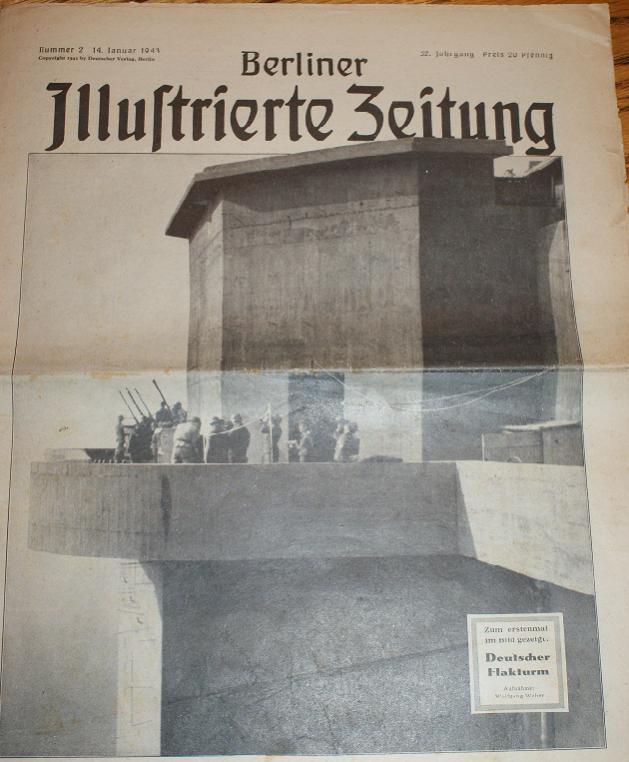 Nummer 2 14. Januar 1943
Copyright 1943 by Deutscher Verlag, Berlin
52. Jahrgang Preis 20 Pfennig
Berliner
Illuſtrierte Zeitung
Zum erstenmal
im Bild gezeigt:
Deutscher
Flakturm
Aufnahme:
Wolfgang Weber